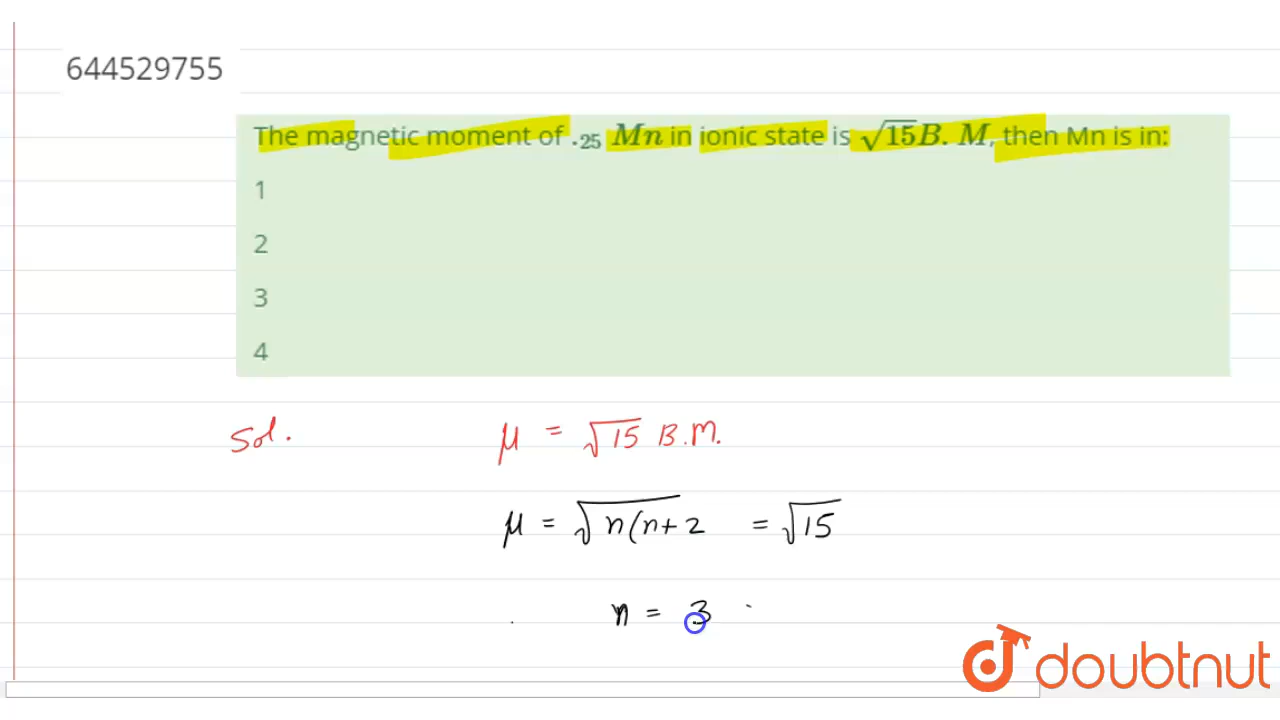 644529755
The magnetic moment of .₂₅ Mn in ionic state is √15B. M, then Mn is in:
1
2
3
4
Sol. μ = √15 B.M.
μ = √n(n+2 = √15
n = 3
doubtnut